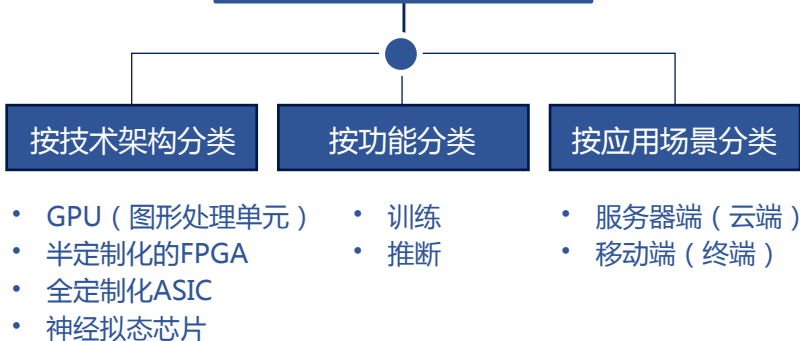 按技术架构分类
按功能分类
按应用场景分类
• GPU（图形处理单元）
• 半定制化的FPGA
• 全定制化ASIC
• 神经拟态芯片
• 训练
• 推断
• 服务器端（云端）
• 移动端（终端）